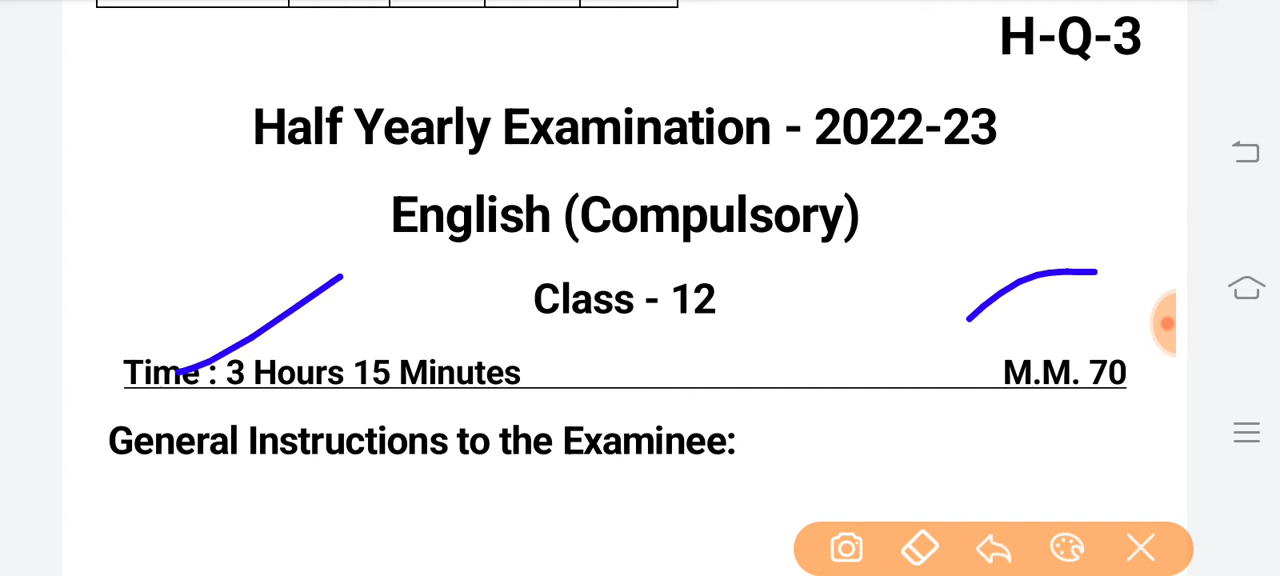 H-Q-3
Half Yearly Examination - 2022-23
English (Compulsory)
Class - 12
Time : 3 Hours 15 Minutes M.M. 70
General Instructions to the Examinee: